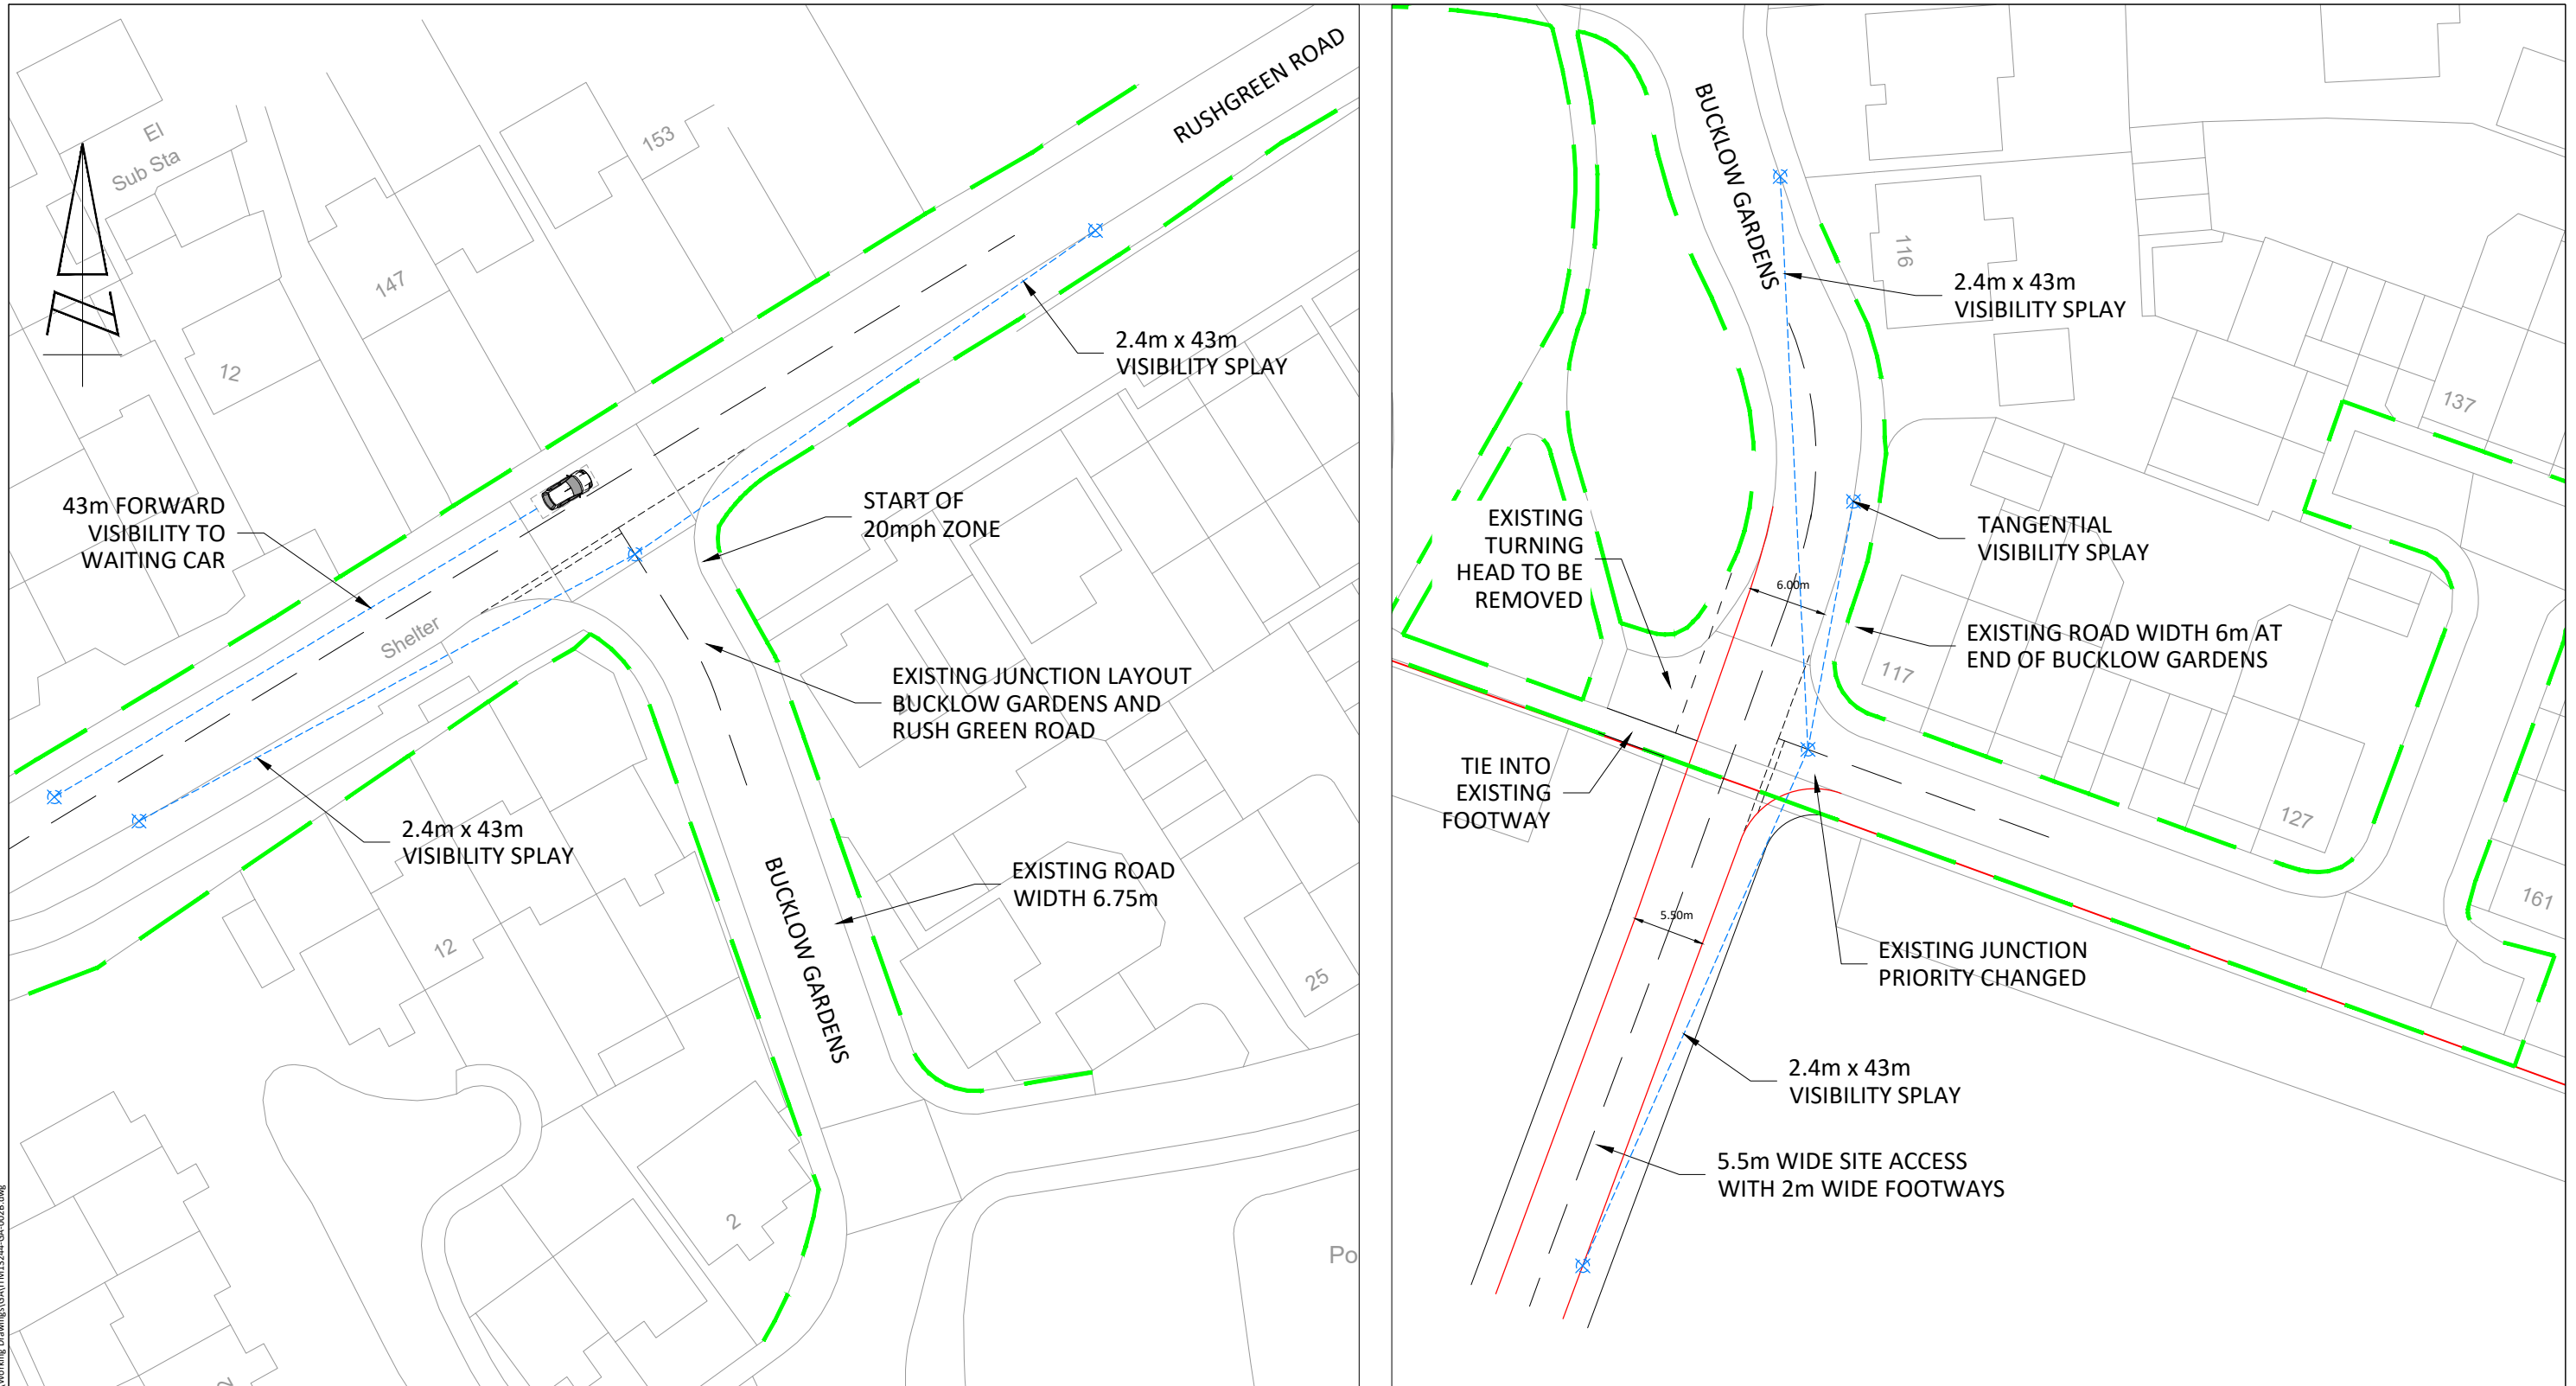 El
Sub Sta
153
147
12
RUSHGREEN ROAD
2.4m x 43m
VISIBILITY SPLAY
43m FORWARD
VISIBILITY TO
WAITING CAR
START OF
20mph ZONE
Shelter
EXISTING JUNCTION LAYOUT
BUCKLOW GARDENS AND
RUSH GREEN ROAD
2.4m x 43m
VISIBILITY SPLAY
EXISTING ROAD
WIDTH 6.75m
BUCKLOW GARDENS
12
25
2
Po
N
BUCKLOW GARDENS
116
2.4m x 43m
VISIBILITY SPLAY
137
EXISTING
TURNING
HEAD TO BE
REMOVED
TANGENTIAL
VISIBILITY SPLAY
6.00m
EXISTING ROAD WIDTH 6m AT
END OF BUCKLOW GARDENS
117
TIE INTO
EXISTING
FOOTWAY
127
161
5.50m
EXISTING JUNCTION
PRIORITY CHANGED
2.4m x 43m
VISIBILITY SPLAY
5.5m WIDE SITE ACCESS
WITH 2m WIDE FOOTWAYS